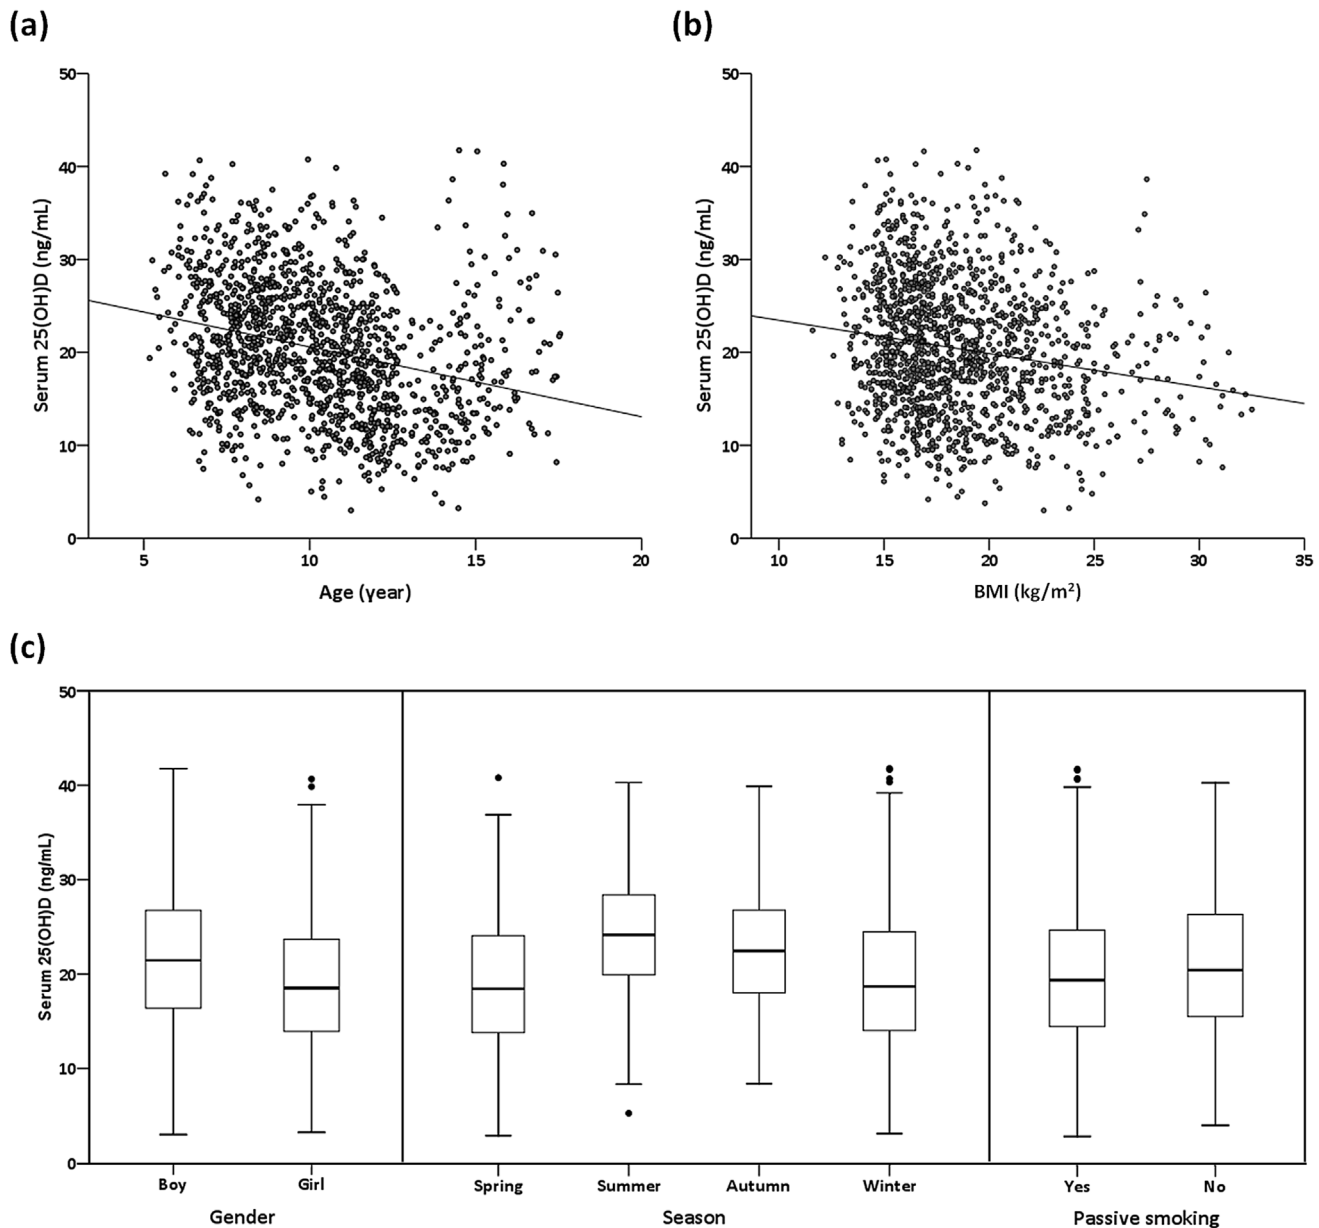 (a)
(b)
50
40
30
20
10
0
Serum 25(OH)D (ng/mL)
5 10 15 20
Age (year)
50
40
30
20
10
0
Serum 25(OH)D (ng/mL)
10 15 20 25 30 35
BMI (kg/m²)
(c)
50
40
30
20
10
0
Serum 25(OH)D (ng/mL)
Boy Girl Spring Summer Autumn Winter Yes No
Gender Season Passive smoking